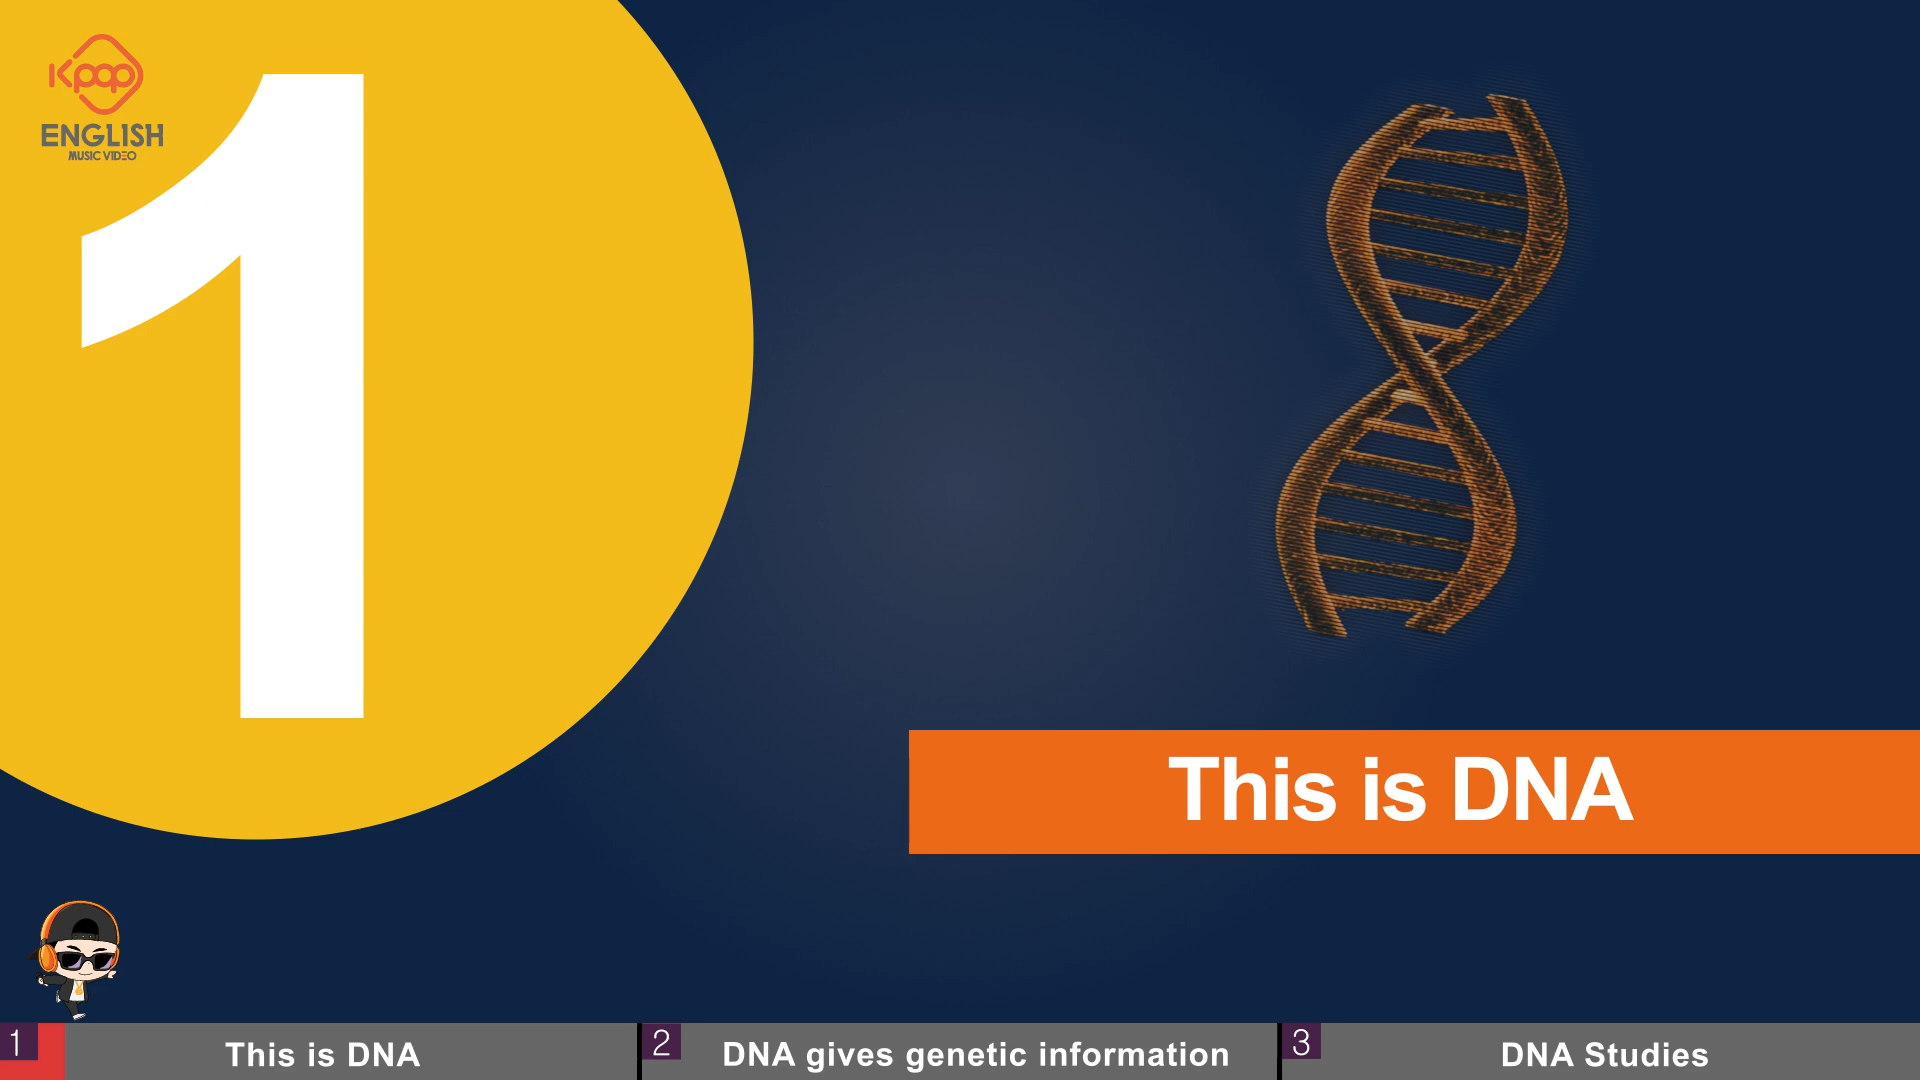 Kpop
ENGLISH
MUSIC VIDEO
1
This is DNA
1
This is DNA
2
DNA gives genetic information
3
DNA Studies